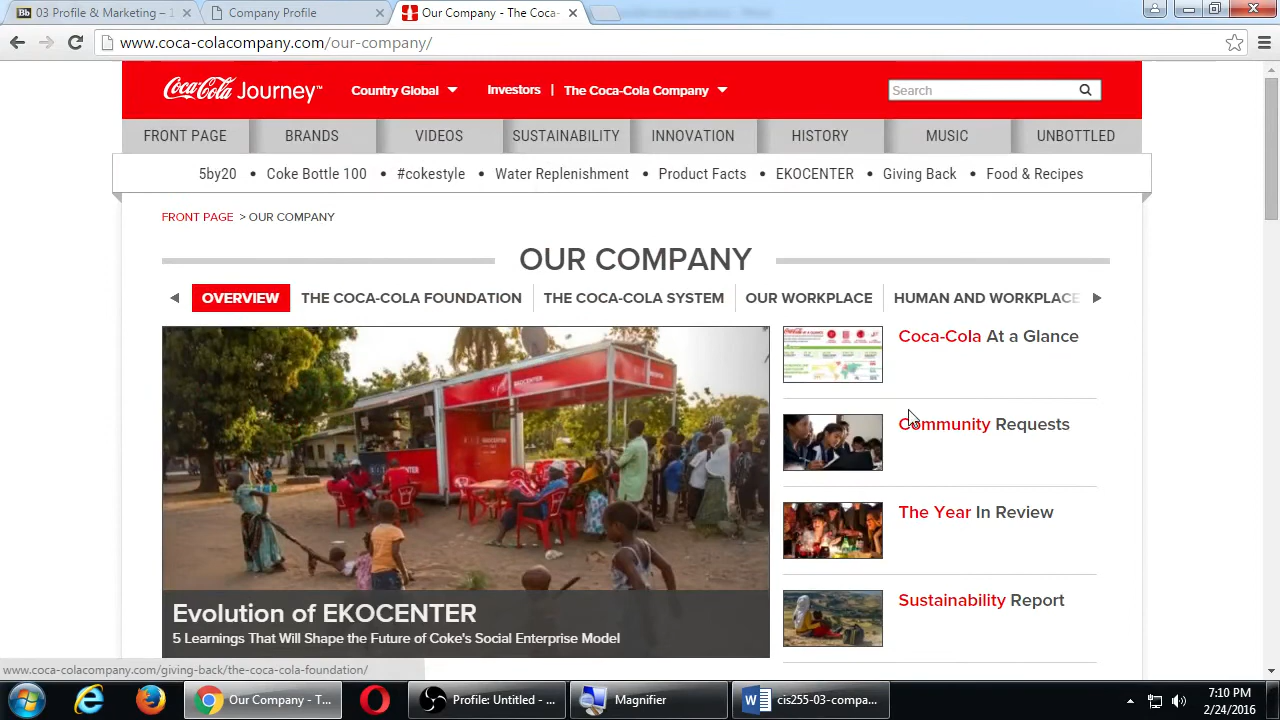 03 Profile & Marketing – 1
Company Profile
Our Company - The Coca-
www.coca-colacompany.com/our-company/
Coca-Cola Journey™
Country Global
Investors | The Coca-Cola Company
Search
FRONT PAGE BRANDS VIDEOS SUSTAINABILITY INNOVATION HISTORY MUSIC UNBOTTLED
5by20 • Coke Bottle 100 • #cokestyle • Water Replenishment • Product Facts • EKOCENTER • Giving Back • Food & Recipes
FRONT PAGE > OUR COMPANY
OUR COMPANY
OVERVIEW THE COCA-COLA FOUNDATION THE COCA-COLA SYSTEM OUR WORKPLACE HUMAN AND WORKPLACE
EKOCENTER
EKOCENTER
Coca-Cola At a Glance
Community Requests
The Year In Review
Sustainability Report
Evolution of EKOCENTER
5 Learnings That Will Shape the Future of Coke's Social Enterprise Model
www.coca-colacompany.com/giving-back/the-coca-cola-foundation/
Our Company - T...
Profile: Untitled - ...
Magnifier
cis255-03-compa...
7:10 PM
2/24/2016